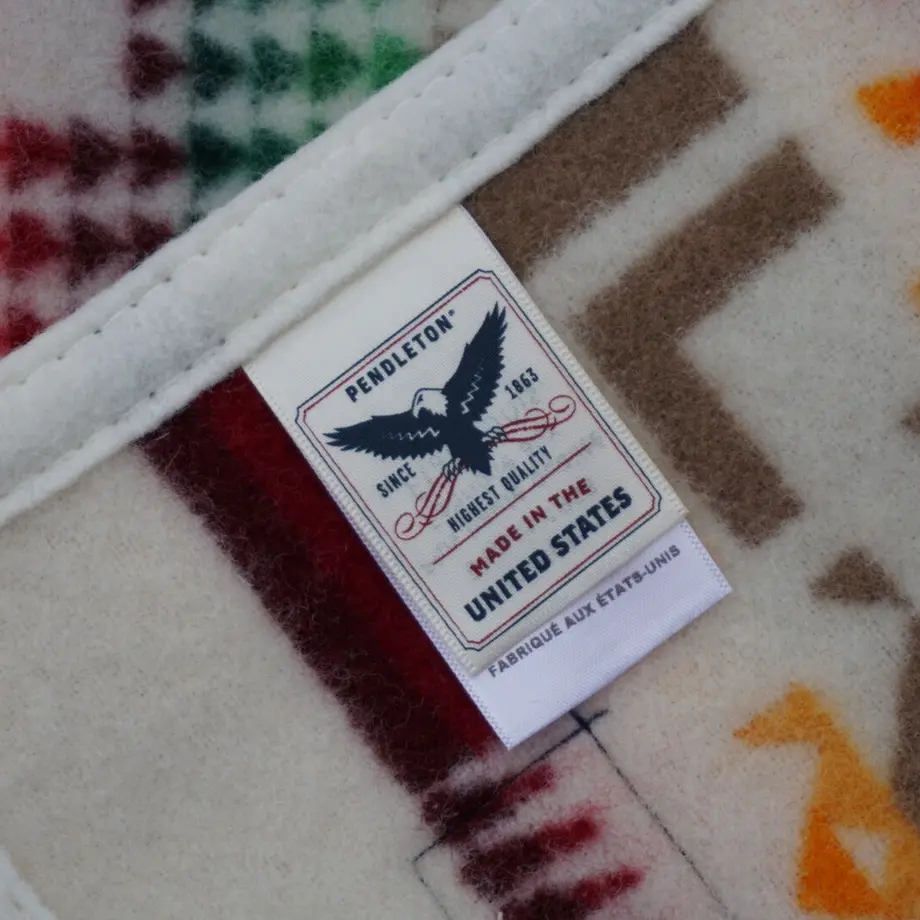 PENDLETON®
SINCE 1863
HIGHEST QUALITY
MADE IN THE
UNITED STATES
FABRIQUÉ AUX ÉTATS-UNIS